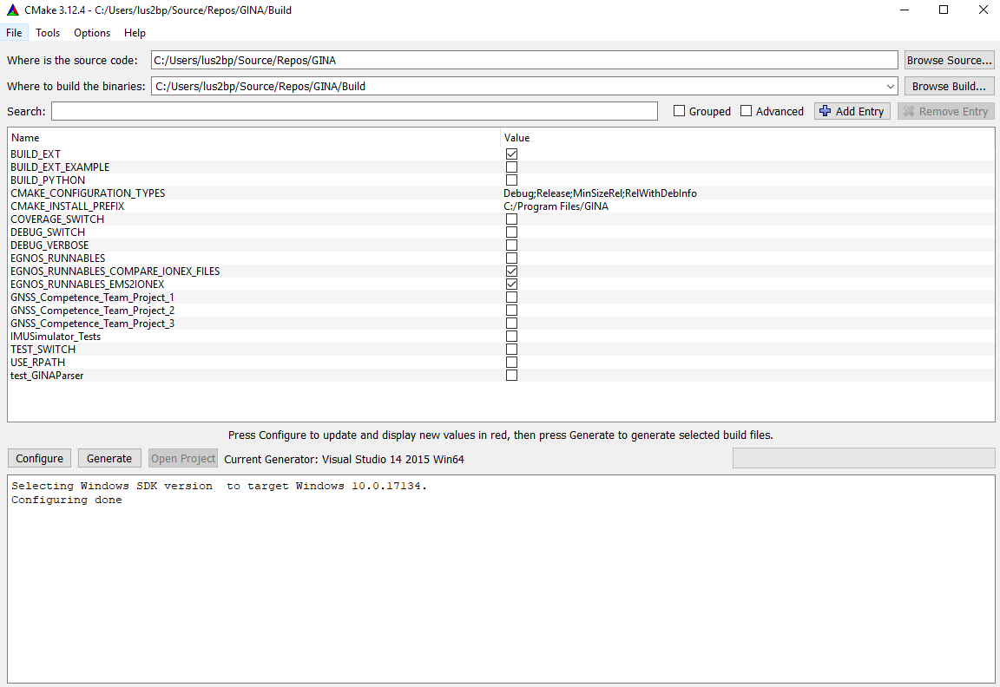 CMake 3.12.4 - C:/Users/lus2bp/Source/Repos/GINA/Build
File Tools Options Help
Where is the source code: C:/Users/lus2bp/Source/Repos/GINA Browse Source...
Where to build the binaries: C:/Users/lus2bp/Source/Repos/GINA/Build Browse Build...
Search: Grouped Advanced Add Entry Remove Entry
Name Value
BUILD_EXT
BUILD_EXT_EXAMPLE
BUILD_PYTHON
CMAKE_CONFIGURATION_TYPES Debug;Release;MinSizeRel;RelWithDebInfo
CMAKE_INSTALL_PREFIX C:/Program Files/GINA
COVERAGE_SWITCH
DEBUG_SWITCH
DEBUG_VERBOSE
EGNOS_RUNNABLES
EGNOS_RUNNABLES_COMPARE_IONEX_FILES
EGNOS_RUNNABLES_EMS2IONEX
GNSS_Competence_Team_Project_1
GNSS_Competence_Team_Project_2
GNSS_Competence_Team_Project_3
IMUSimulator_Tests
TEST_SWITCH
USE_RPATH
test_GINAParser
Press Configure to update and display new values in red, then press Generate to generate selected build files.
Configure Generate Open Project Current Generator: Visual Studio 14 2015 Win64
Selecting Windows SDK version  to target Windows 10.0.17134.
Configuring done